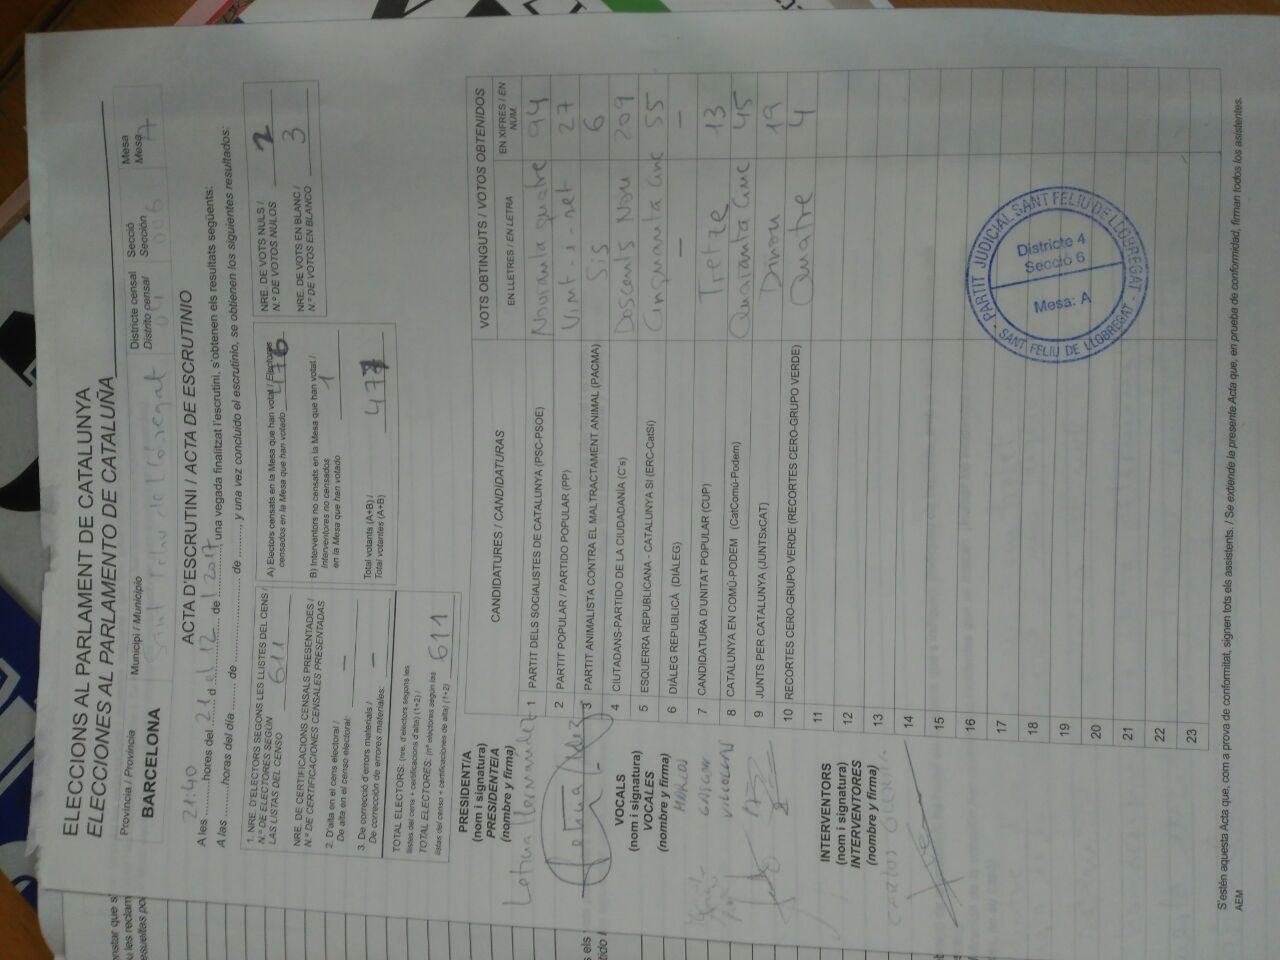 ELECCIONS AL PARLAMENT DE CATALUNYA
ELECCIONES AL PARLAMENTO DE CATALUÑA
Província / Provincia
BARCELONA
Municipi / Municipio
Sant Feliu de Llobregat
Districte censal
Distrito censal
04
Secció
Sección
006
Mesa
Mesa
A
ACTA D'ESCRUTINI / ACTA DE ESCRUTINIO
A les 21:40 hores del 21 d el 12 de l 2017, una vegada finalitzat l'escrutini, s'obtenen els resultats següents:
A las ........horas del día ........ de ........................ de ..........., y una vez concluido el escrutinio, se obtienen los siguientes resultados:
1. NRE. D'ELECTORS SEGONS LES LLISTES DEL CENS /
N.º DE ELECTORES SEGÚN
LAS LISTAS DEL CENSO 611
NRE. DE CERTIFICACIONS CENSALS PRESENTADES /
N.º DE CERTIFICACIONES CENSALES PRESENTADAS
2. D'alta en el cens electoral /
De alta en el censo electoral: —
3. De correcció d'errors materials /
De corrección de errores materiales: —
TOTAL ELECTORS: (nre. d'electors segons les
llistes del cens + certificacions d'alta) (1+2) /
TOTAL ELECTORES: (nº electores según las
listas del censo + certificaciones de alta) (1+2) 611
A) Electors censats en la Mesa que han votat / Electores
censados en la Mesa que han votado 476
B) Interventors no censats en la Mesa que han votat /
Interventores no censados
en la Mesa que han votado 1
Total votants (A+B) /
Total votantes (A+B) 477
NRE. DE VOTS NULS /
N.º DE VOTOS NULOS 2
NRE. DE VOTS EN BLANC /
N.º DE VOTOS EN BLANCO 3
CANDIDATURES / CANDIDATURAS
VOTS OBTINGUTS / VOTOS OBTENIDOS
EN LLETRES / EN LETRA
EN XIFRES / EN NÚM.
1 PARTIT DELS SOCIALISTES DE CATALUNYA (PSC-PSOE) Noranta quatre 94
2 PARTIT POPULAR / PARTIDO POPULAR (PP) Vint-i-set 27
3 PARTIT ANIMALISTA CONTRA EL MALTRACTAMENT ANIMAL (PACMA) Sis 6
4 CIUTADANS-PARTIDO DE LA CIUDADANÍA (C's) Doscents Nou 209
5 ESQUERRA REPUBLICANA - CATALUNYA SI (ERC-CatSí) Cinquanta cinc 55
6 DIÀLEG REPUBLICÀ (DIÀLEG) — —
7 CANDIDATURA D'UNITAT POPULAR (CUP) Tretze 13
8 CATALUNYA EN COMÚ-PODEM (CatComú-Podem) Quaranta Cinc 45
9 JUNTS PER CATALUNYA (JUNTSxCAT) Dinou 19
10 RECORTES CERO-GRUPO VERDE (RECORTES CERO-GRUPO VERDE) Quatre 4
11
12
13
14
15
16
17
18
19
20
21
22
23
PRESIDENT/A
(nom i signatura)
PRESIDENTE/A
(nombre y firma)
VOCALS
(nom i signatura)
VOCALES
(nombre y firma)
INTERVENTORS
(nom i signatura)
INTERVENTORES
(nombre y firma)
PARTIT JUDICIAL SANT FELIU DE LLOBREGAT
Districte 4
Secció 6
Mesa: A
- SANT FELIU DE LLOBREGAT -
S'estén aquesta Acta que, com a prova de conformitat, signen tots els assistents. / Se extiende la presente Acta que, en prueba de conformidad, firman todos los asistentes.
AEM